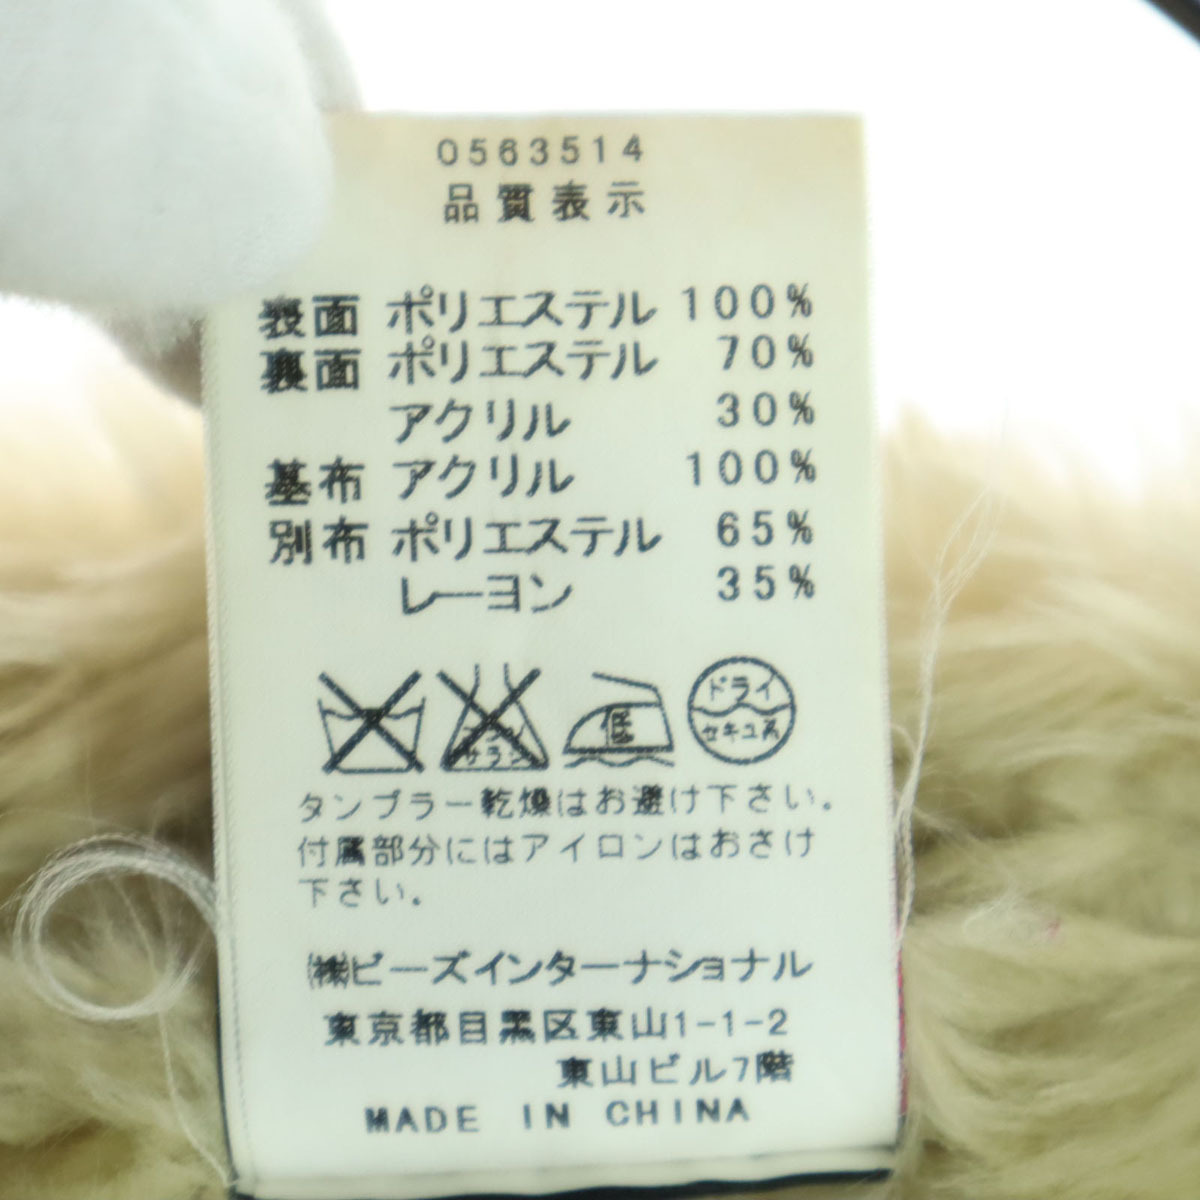 0563514
品質表示
表面 ポリエステル 100%
裏面 ポリエステル 70%
アクリル 30%
基布 アクリル 100%
別布 ポリエステル 65%
レーヨン 35%
エンソ サラシ 低 ドライ セキユ系
タンブラー乾燥はお避け下さい。
付属部分にはアイロンはおさけ
下さい。
㈱ビーズインターナショナル
東京都目黒区東山1-1-2
東山ビル7階
MADE IN CHINA